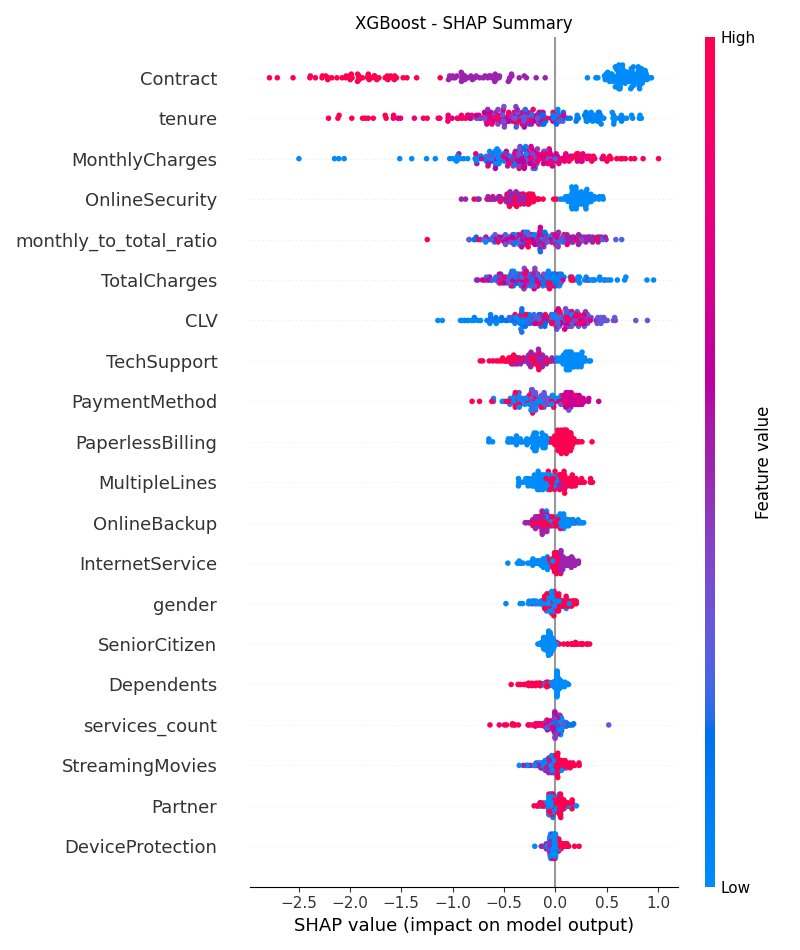 XGBoost - SHAP Summary
High
Contract
tenure
MonthlyCharges
OnlineSecurity
monthly_to_total_ratio
TotalCharges
CLV
TechSupport
PaymentMethod
PaperlessBilling
MultipleLines
OnlineBackup
InternetService
gender
SeniorCitizen
Dependents
services_count
StreamingMovies
Partner
DeviceProtection
Feature value
Low
−2.5 −2.0 −1.5 −1.0 −0.5 0.0 0.5 1.0
SHAP value (impact on model output)